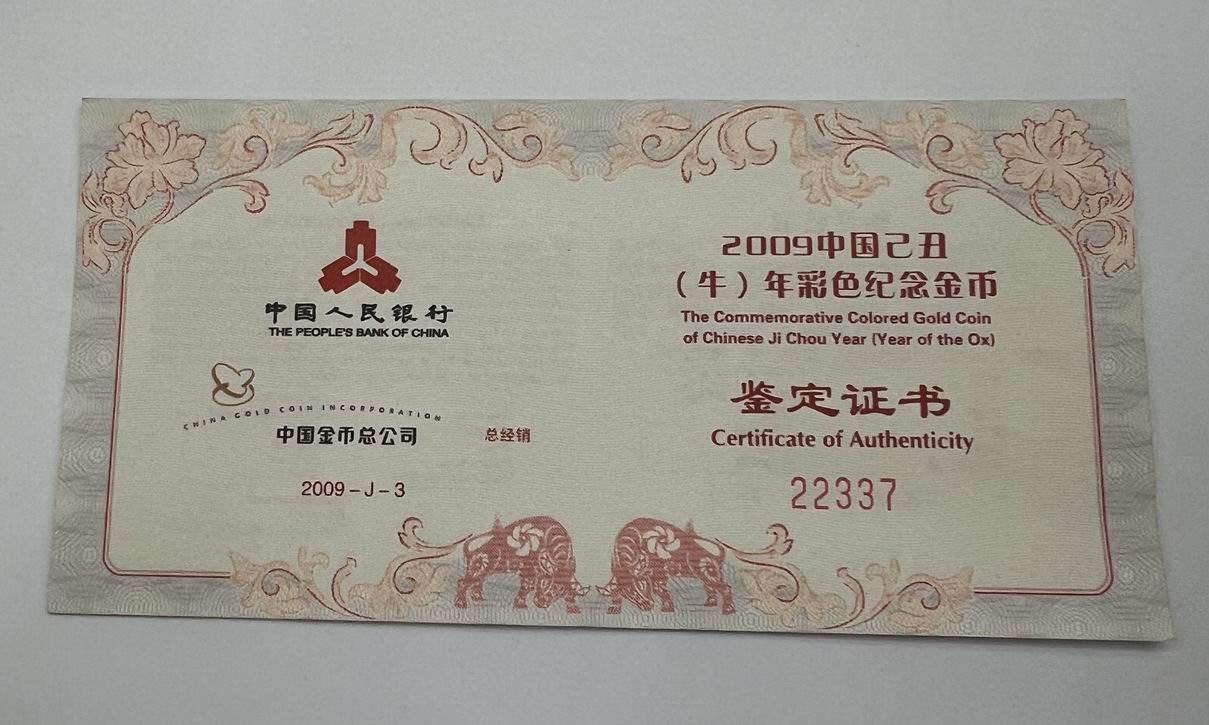 中国人民银行
THE PEOPLE'S BANK OF CHINA
CHINA GOLD COIN INCORPORATION
中国金币总公司
总经销
2009-J-3
2009中国己丑
（牛）年彩色纪念金币
The Commemorative Colored Gold Coin
of Chinese Ji Chou Year (Year of the Ox)
鉴定证书
Certificate of Authenticity
22337